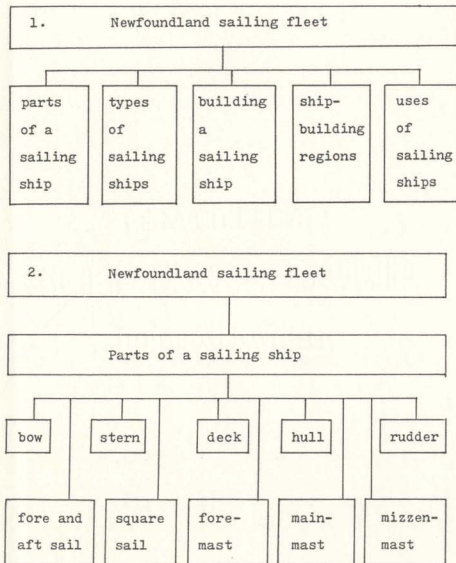 1. Newfoundland sailing fleet
parts
of a
sailing
ship
types
of
sailing
ships
building
a
sailing
ship
ship-
building
regions
uses
of
sailing
ships
2. Newfoundland sailing fleet
Parts of a sailing ship
bow
stern
deck
hull
rudder
fore and
aft sail
square
sail
fore-
mast
main-
mast
mizzen-
mast